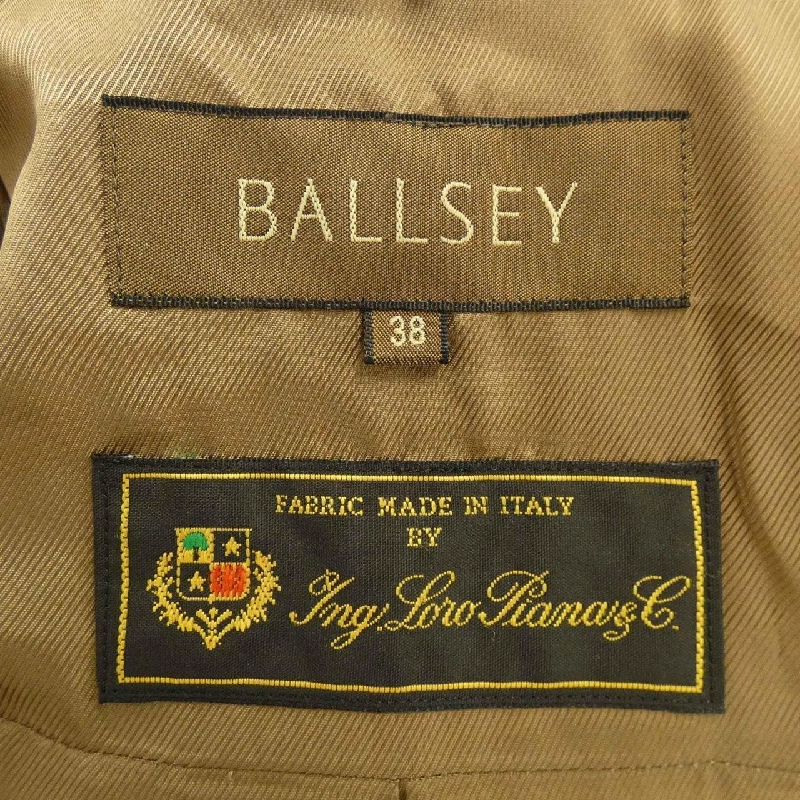 BALLSEY
38
FABRIC MADE IN ITALY
BY
Ing. Loro Piana & C.